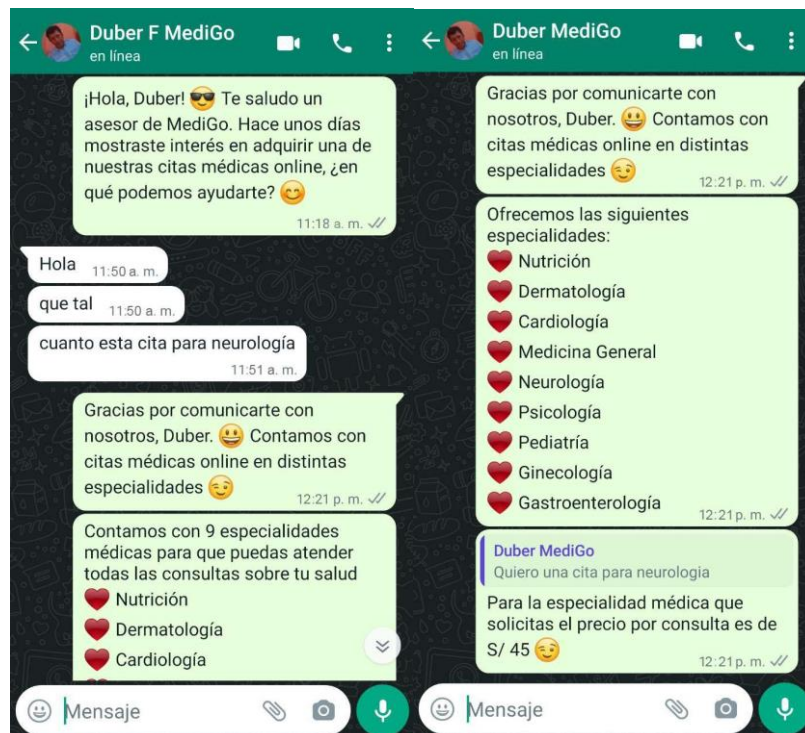 Duber F MediGo
en línea
¡Hola, Duber! 😎 Te saludo un
asesor de MediGo. Hace unos días
mostraste interés en adquirir una de
nuestras citas médicas online, ¿en
qué podemos ayudarte? 😊
11:18 a. m.
Hola 11:50 a. m.
que tal 11:50 a. m.
cuanto esta cita para neurología
11:51 a. m.
Gracias por comunicarte con
nosotros, Duber. 😀 Contamos con
citas médicas online en distintas
especialidades 😉
12:21 p. m.
Contamos con 9 especialidades
médicas para que puedas atender
todas las consultas sobre tu salud
❤️ Nutrición
❤️ Dermatología
❤️ Cardiología
Mensaje
Duber MediGo
en línea
Gracias por comunicarte con
nosotros, Duber. 😀 Contamos con
citas médicas online en distintas
especialidades 😉
12:21 p. m.
Ofrecemos las siguientes
especialidades:
❤️ Nutrición
❤️ Dermatología
❤️ Cardiología
❤️ Medicina General
❤️ Neurología
❤️ Psicología
❤️ Pediatría
❤️ Ginecología
❤️ Gastroenterología
12:21 p. m.
Duber MediGo
Quiero una cita para neurologia
Para la especialidad médica que
solicitas el precio por consulta es de
S/ 45 😉
12:21 p. m.
Mensaje